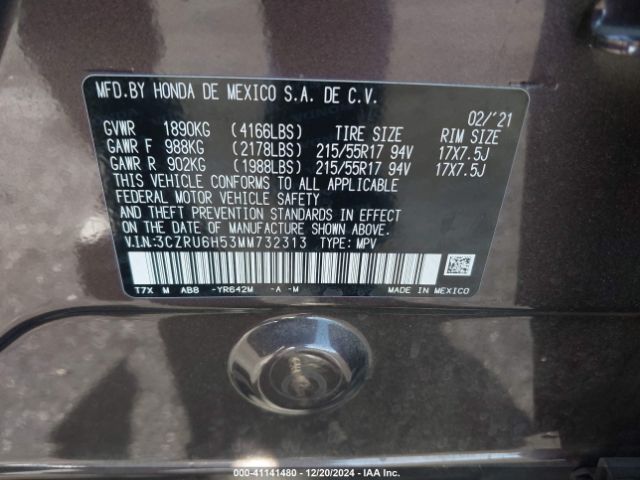 MFD.BY HONDA DE MEXICO S.A. DE C.V.
02/'21
GVWR 1890KG (4166LBS) TIRE SIZE RIM SIZE
GAWR F 988KG (2178LBS) 215/55R17 94V 17X7.5J
GAWR R 902KG (1988LBS) 215/55R17 94V 17X7.5J
THIS VEHICLE CONFORMS TO ALL APPLICABLE
FEDERAL MOTOR VEHICLE SAFETY
AND THEFT PREVENTION STANDARDS IN EFFECT
ON THE DATE OF MANUFACTURE SHOWN ABOVE.
V.I.N:3CZRU6H53MM732313 TYPE: MPV
T7X M AB8 -YR642M -A -M MADE IN MEXICO
000-41141480 - 12/20/2024 - IAA Inc.